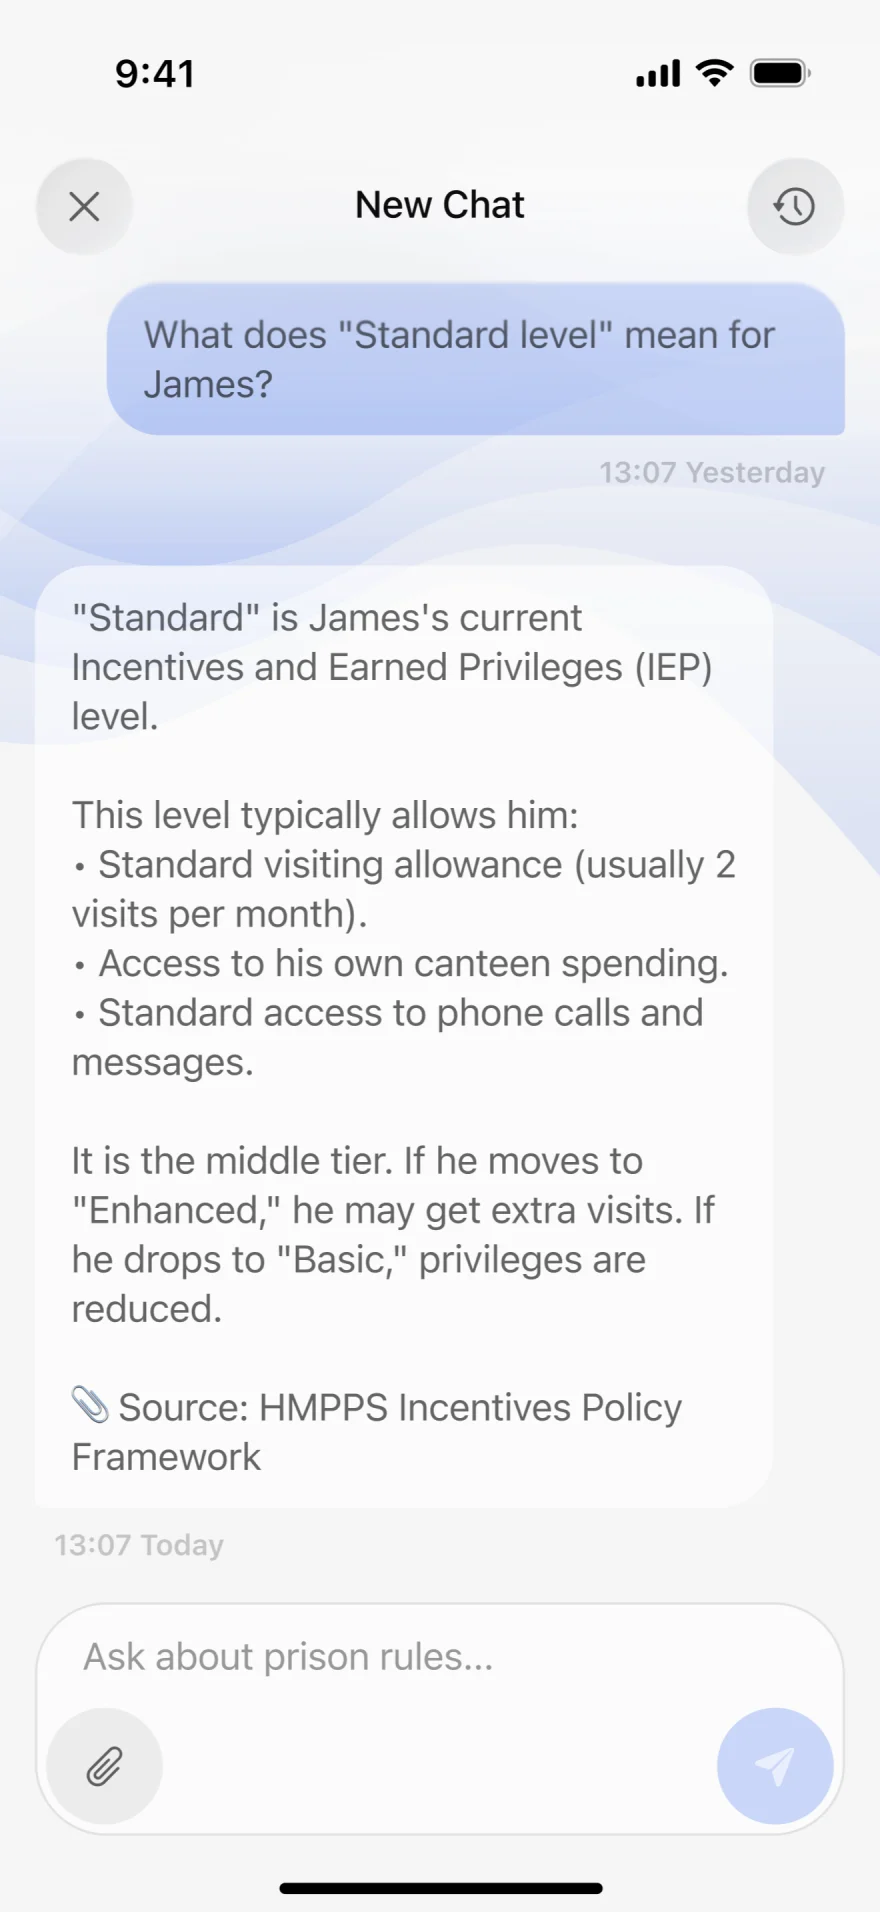 9:41
New Chat
What does "Standard level" mean for
James?
13:07 Yesterday
"Standard" is James's current
Incentives and Earned Privileges (IEP)
level.
This level typically allows him:
• Standard visiting allowance (usually 2
visits per month).
• Access to his own canteen spending.
• Standard access to phone calls and
messages.
It is the middle tier. If he moves to
"Enhanced," he may get extra visits. If
he drops to "Basic," privileges are
reduced.
📎 Source: HMPPS Incentives Policy
Framework
13:07 Today
Ask about prison rules...